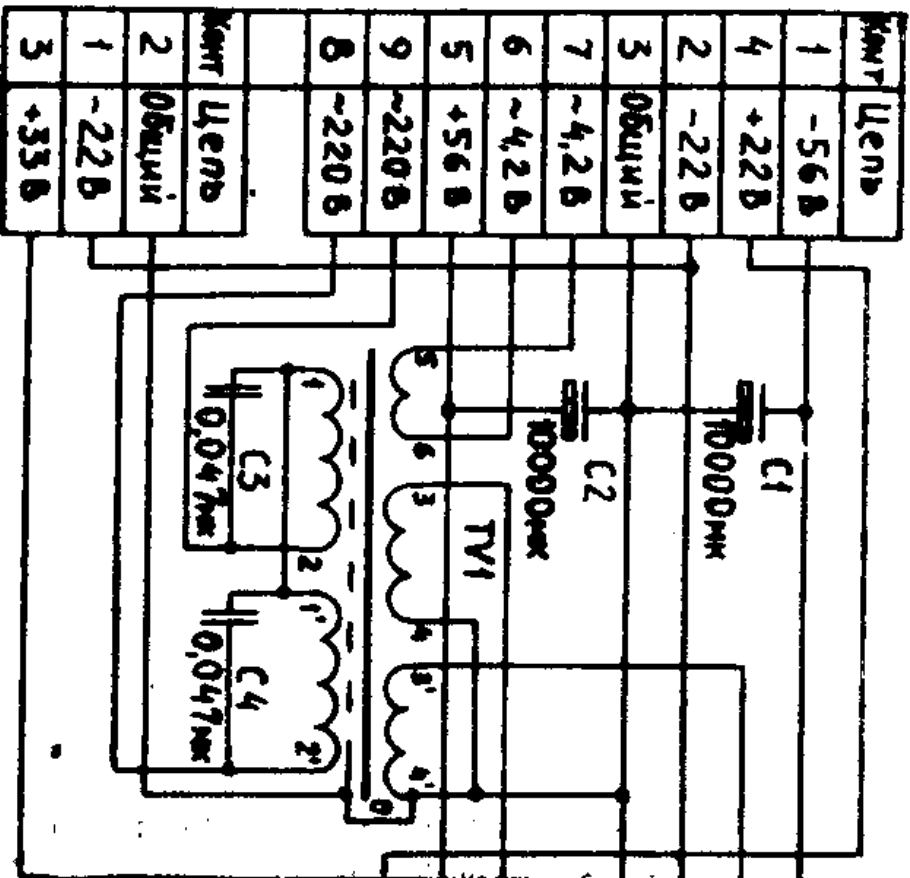 Конт Цепь
1 -56 В
4 +22В
2 -22 В
3 Общий
7 ~4,2 В
6 ~4,2 В
5 +56 В
9 ~220В
8 ~220 В
Конт Цепь
2 Общий
1 -22 В
3 +33 В
C1
10000мк
C2
10000мк
TV1
5
6
3
4
3'
4'
0
1
2
1'
2'
C3
0,047мк
C4
0,047мк